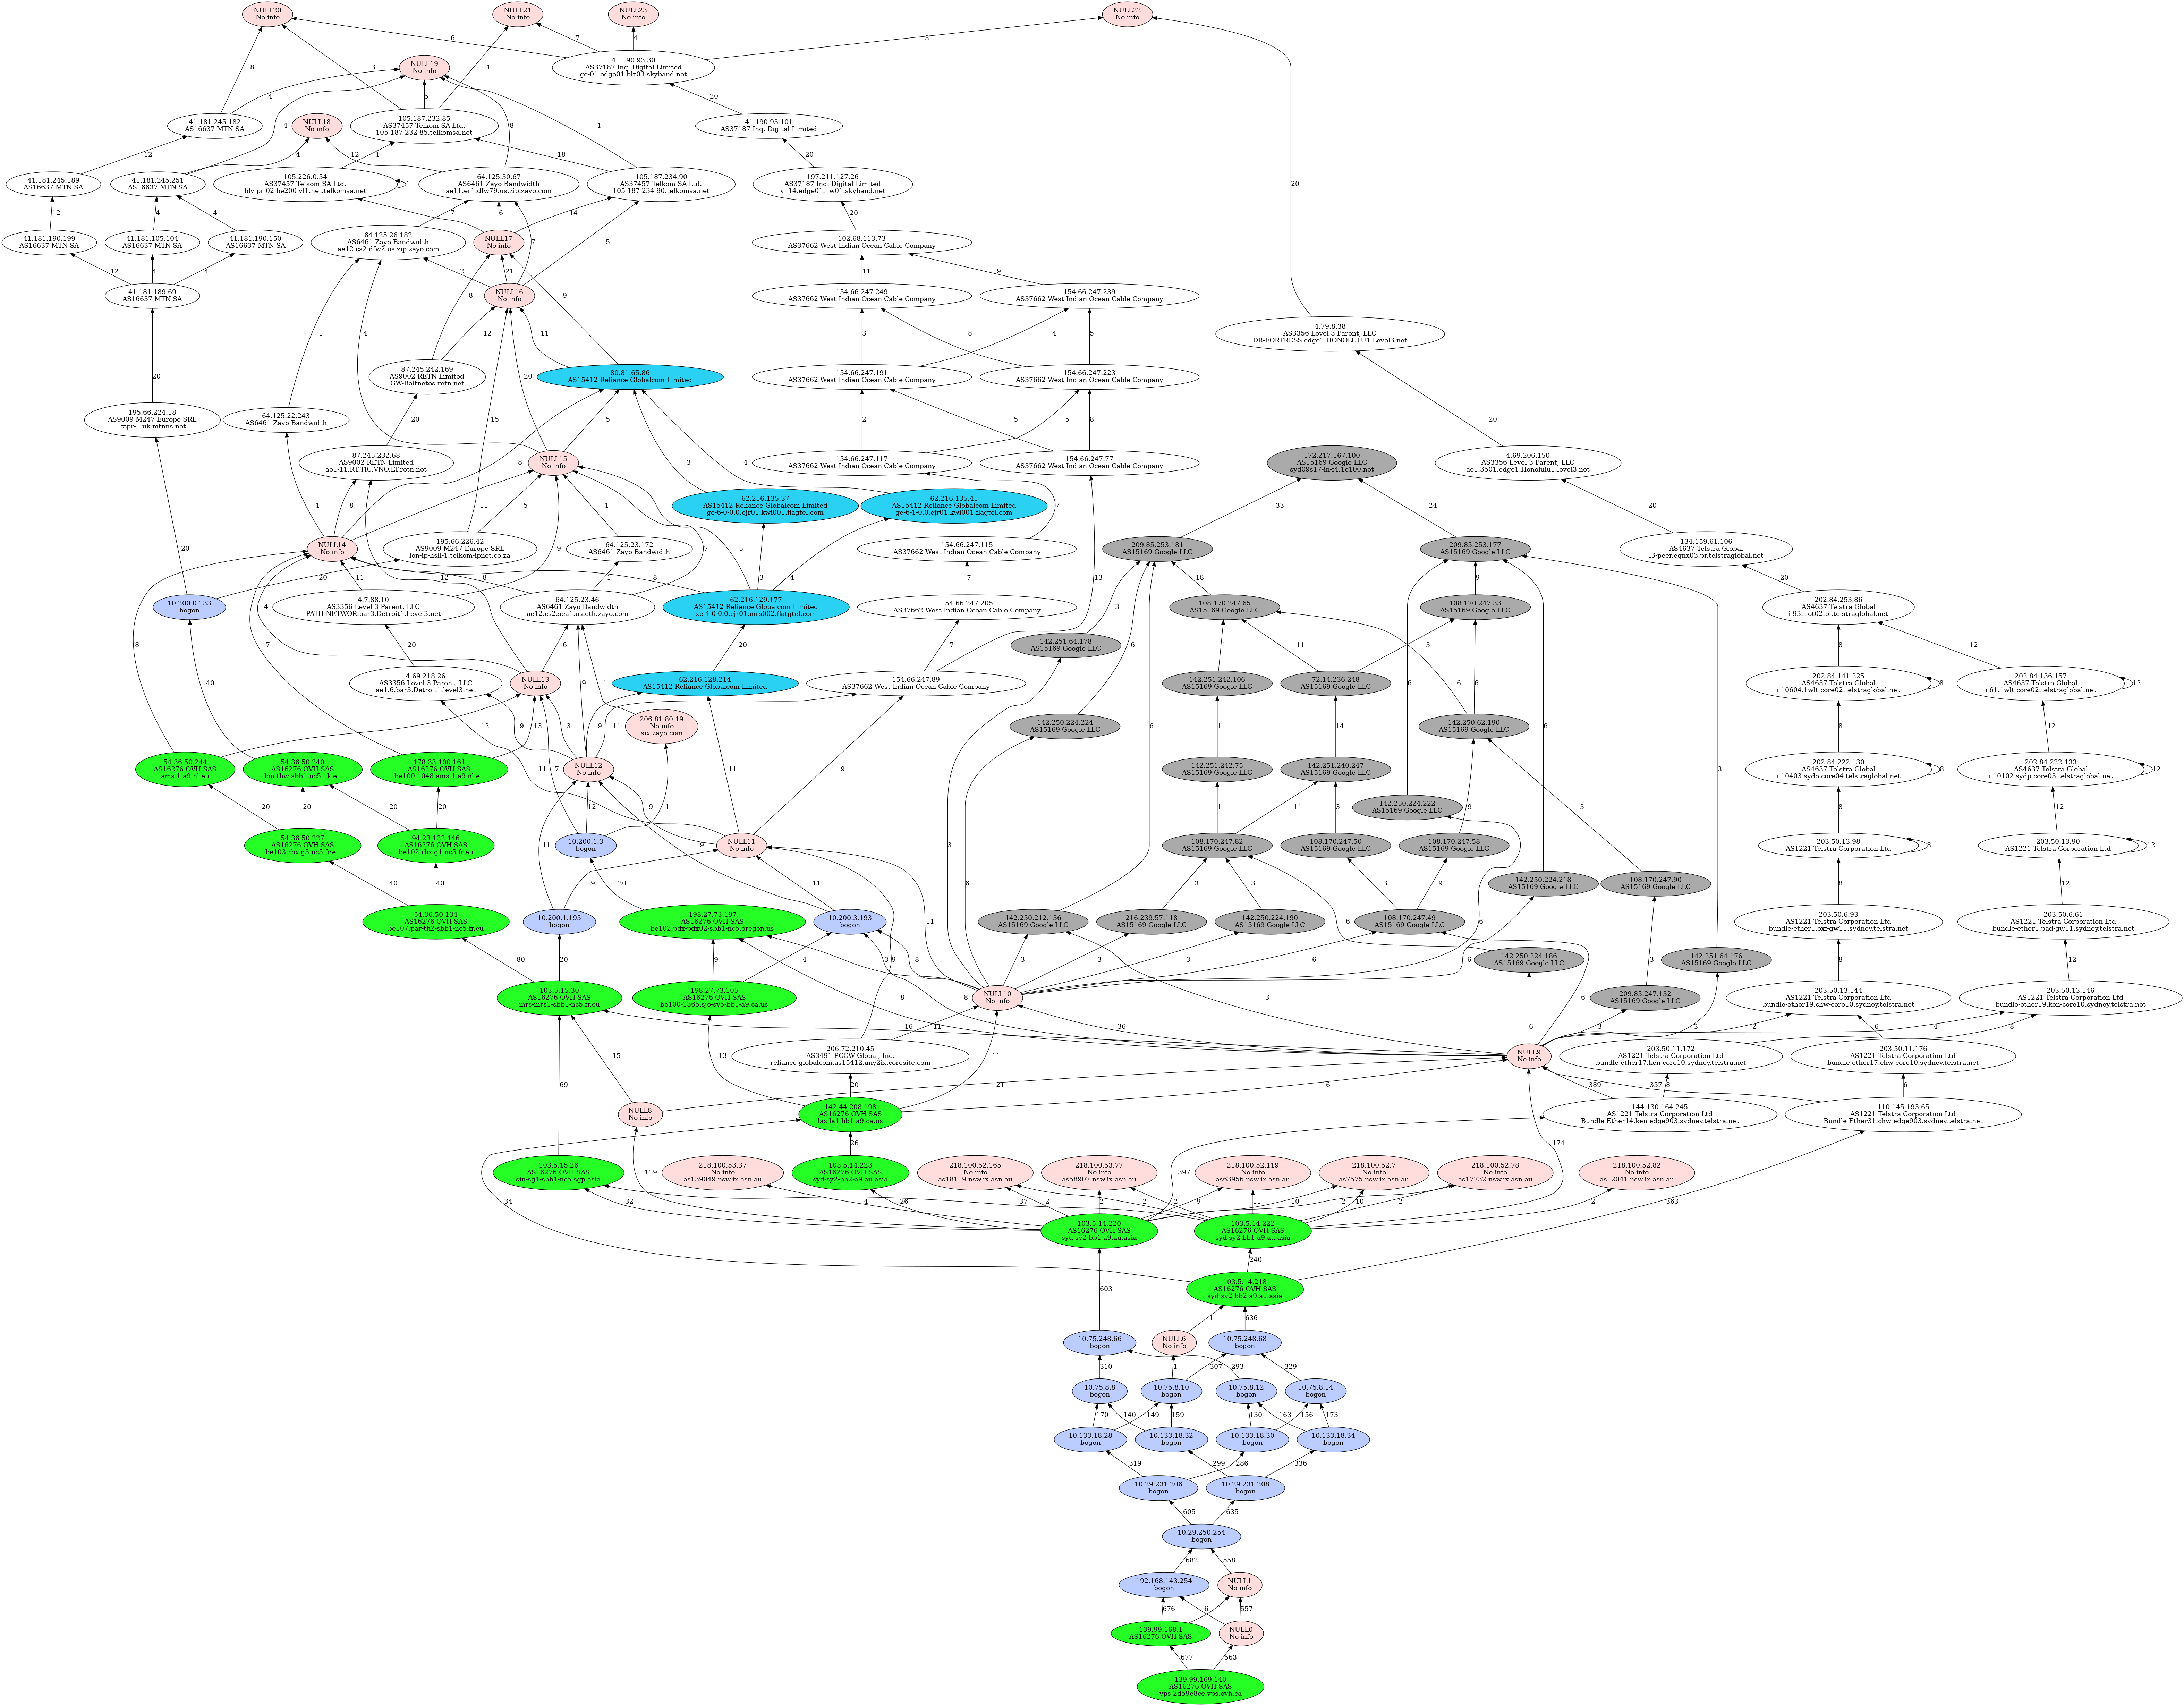 NULL20
No info
NULL21
No info
NULL23
No info
NULL22
No info
6
7
4
3
41.190.93.30
AS37187 Inq. Digital Limited
ge-01.edge01.blz03.skyband.net
NULL19
No info
8
13
1
4
5
20
41.181.245.182
AS16637 MTN SA
NULL18
No info
105.187.232.85
AS37457 Telkom SA Ltd.
105-187-232-85.telkomsa.net
41.190.93.101
AS37187 Inq. Digital Limited
4
8
1
12
4
12
1
18
20
41.181.245.189
AS16637 MTN SA
41.181.245.251
AS16637 MTN SA
105.226.0.54
AS37457 Telkom SA Ltd.
blv-pr-02-be200-vl1.net.telkomsa.net
1
64.125.30.67
AS6461 Zayo Bandwidth
ae11.er1.dfw79.us.zip.zayo.com
105.187.234.90
AS37457 Telkom SA Ltd.
105-187-234-90.telkomsa.net
197.211.127.26
AS37187 Inq. Digital Limited
vl-14.edge01.llw01.skyband.net
20
12
4
4
1
7
6
14
20
41.181.190.199
AS16637 MTN SA
41.181.105.104
AS16637 MTN SA
41.181.190.150
AS16637 MTN SA
64.125.26.182
AS6461 Zayo Bandwidth
ae12.cs2.dfw2.us.zip.zayo.com
NULL17
No info
7
5
102.68.113.73
AS37662 West Indian Ocean Cable Company
12
4
4
2
21
11
9
41.181.189.69
AS16637 MTN SA
NULL16
No info
8
9
154.66.247.249
AS37662 West Indian Ocean Cable Company
154.66.247.239
AS37662 West Indian Ocean Cable Company
1
4
12
11
3
4
8
5
4.79.8.38
AS3356 Level 3 Parent, LLC
DR-FORTRESS.edge1.HONOLULU1.Level3.net
20
87.245.242.169
AS9002 RETN Limited
GW-Baltnetos.retn.net
20
80.81.65.86
AS15412 Reliance Globalcom Limited
154.66.247.191
AS37662 West Indian Ocean Cable Company
154.66.247.223
AS37662 West Indian Ocean Cable Company
195.66.224.18
AS9009 M247 Europe SRL
lttpr-1.uk.mtnns.net
64.125.22.243
AS6461 Zayo Bandwidth
20
15
5
2
5
5
8
20
87.245.232.68
AS9002 RETN Limited
ae1-11.RT.TIC.VNO.LT.retn.net
8
NULL15
No info
3
4
154.66.247.117
AS37662 West Indian Ocean Cable Company
154.66.247.77
AS37662 West Indian Ocean Cable Company
172.217.167.100
AS15169 Google LLC
syd09s17-in-f4.1e100.net
4.69.206.150
AS3356 Level 3 Parent, LLC
ae1.3501.edge1.Honolulu1.level3.net
1
8
11
5
1
62.216.135.37
AS15412 Reliance Globalcom Limited
ge-6-0-0.0.ejr01.kwi001.flagtel.com
62.216.135.41
AS15412 Reliance Globalcom Limited
ge-6-1-0.0.ejr01.kwi001.flagtel.com
7
33
24
20
NULL14
No info
195.66.226.42
AS9009 M247 Europe SRL
lon-ip-hsll-1.telkom-ipnet.co.za
9
64.125.23.172
AS6461 Zayo Bandwidth
7
5
154.66.247.115
AS37662 West Indian Ocean Cable Company
209.85.253.181
AS15169 Google LLC
209.85.253.177
AS15169 Google LLC
134.159.61.106
AS4637 Telstra Global
i3-peer.eqnx03.pr.telstraglobal.net
20
20
11
12
8
1
8
3
4
7
13
18
9
20
10.200.0.133
bogon
4
4.7.88.10
AS3356 Level 3 Parent, LLC
PATH-NETWOR.bar3.Detroit1.Level3.net
64.125.23.46
AS6461 Zayo Bandwidth
ae12.cs2.sea1.us.eth.zayo.com
62.216.129.177
AS15412 Reliance Globalcom Limited
xe-4-0-0.0.cjr01.mrs002.flagtel.com
154.66.247.205
AS37662 West Indian Ocean Cable Company
3
108.170.247.65
AS15169 Google LLC
108.170.247.33
AS15169 Google LLC
202.84.253.86
AS4637 Telstra Global
i-93.tlot02.bi.telstraglobal.net
8
7
20
6
20
7
142.251.64.178
AS15169 Google LLC
6
1
11
3
8
12
40
4.69.218.26
AS3356 Level 3 Parent, LLC
ae1.6.bar3.Detroit1.level3.net
NULL13
No info
9
1
62.216.128.214
AS15412 Reliance Globalcom Limited
154.66.247.89
AS37662 West Indian Ocean Cable Company
142.251.242.106
AS15169 Google LLC
72.14.236.248
AS15169 Google LLC
6
6
6
6
202.84.141.225
AS4637 Telstra Global
i-10604.1wlt-core02.telstraglobal.net
8
202.84.136.157
AS4637 Telstra Global
i-61.1wlt-core02.telstraglobal.net
12
12
13
9
3
9
11
206.81.80.19
No info
six.zayo.com
142.250.224.224
AS15169 Google LLC
6
1
14
142.250.62.190
AS15169 Google LLC
8
12
54.36.50.244
AS16276 OVH SAS
ams-1-a9.nl.eu
54.36.50.240
AS16276 OVH SAS
lon-thw-sbb1-nc5.uk.eu
178.33.100.161
AS16276 OVH SAS
be100-1048.ams-1-a9.nl.eu
11
7
NULL12
No info
11
9
142.251.242.75
AS15169 Google LLC
142.251.240.247
AS15169 Google LLC
3
202.84.222.130
AS4637 Telstra Global
i-10403.sydo-core04.telstraglobal.net
8
202.84.222.133
AS4637 Telstra Global
i-10102.sydp-core03.telstraglobal.net
12
20
20
20
20
12
1
9
1
11
3
142.250.224.222
AS15169 Google LLC
9
3
8
12
54.36.50.227
AS16276 OVH SAS
be103.rbx-g3-nc5.fr.eu
94.23.122.146
AS16276 OVH SAS
be102.rbx-g1-nc5.fr.eu
11
10.200.1.3
bogon
9
NULL11
No info
3
108.170.247.82
AS15169 Google LLC
108.170.247.50
AS15169 Google LLC
108.170.247.58
AS15169 Google LLC
203.50.13.98
AS1221 Telstra Corporation Ltd
8
203.50.13.90
AS1221 Telstra Corporation Ltd
12
40
40
9
20
11
6
11
3
3
3
9
142.250.224.218
AS15169 Google LLC
108.170.247.90
AS15169 Google LLC
8
12
54.36.50.134
AS16276 OVH SAS
be107.par-th2-sbb1-nc5.fr.eu
10.200.1.195
bogon
198.27.73.197
AS16276 OVH SAS
be102.pdx-pdx02-sbb1-nc5.oregon.us
10.200.3.193
bogon
142.250.212.136
AS15169 Google LLC
216.239.57.118
AS15169 Google LLC
142.250.224.190
AS15169 Google LLC
6
108.170.247.49
AS15169 Google LLC
6
203.50.6.93
AS1221 Telstra Corporation Ltd
bundle-ether1.oxf-gw11.sydney.telstra.net
203.50.6.61
AS1221 Telstra Corporation Ltd
bundle-ether1.pad-gw11.sydney.telstra.net
80
20
9
4
3
9
8
3
3
3
6
6
142.250.224.186
AS15169 Google LLC
3
142.251.64.176
AS15169 Google LLC
8
12
103.5.15.30
AS16276 OVH SAS
mrs-mrs1-sbb1-nc5.fr.eu
198.27.73.105
AS16276 OVH SAS
be100-1365.sjo-sv5-bb1-a9.ca.us
8
8
NULL10
No info
3
6
209.85.247.132
AS15169 Google LLC
203.50.13.144
AS1221 Telstra Corporation Ltd
bundle-ether19.chw-core10.sydney.telstra.net
203.50.13.146
AS1221 Telstra Corporation Ltd
bundle-ether19.ken-core10.sydney.telstra.net
16
11
36
6
3
3
2
4
6
8
15
13
206.72.210.45
AS3491 PCCW Global, Inc.
reliance-globalcom.as15412.any2ix.coresite.com
11
NULL9
No info
203.50.11.172
AS1221 Telstra Corporation Ltd
bundle-ether17.ken-core10.sydney.telstra.net
203.50.11.176
AS1221 Telstra Corporation Ltd
bundle-ether17.chw-core10.sydney.telstra.net
69
20
21
16
389
8
357
6
NULL8
No info
142.44.208.198
AS16276 OVH SAS
lax-la1-bb1-a9.ca.us
144.130.164.245
AS1221 Telstra Corporation Ltd
Bundle-Ether14.ken-edge903.sydney.telstra.net
110.145.193.65
AS1221 Telstra Corporation Ltd
Bundle-Ether31.chw-edge903.sydney.telstra.net
26
174
103.5.15.26
AS16276 OVH SAS
sin-sg1-sbb1-nc5.sgp.asia
119
218.100.53.37
No info
as139049.nsw.ix.asn.au
103.5.14.223
AS16276 OVH SAS
syd-sy2-bb2-a9.au.asia
218.100.52.165
No info
as18119.nsw.ix.asn.au
218.100.53.77
No info
as58907.nsw.ix.asn.au
397
218.100.52.119
No info
as63956.nsw.ix.asn.au
218.100.52.7
No info
as7575.nsw.ix.asn.au
218.100.52.78
No info
as17732.nsw.ix.asn.au
218.100.52.82
No info
as12041.nsw.ix.asn.au
34
32
4
26
37
2
2
2
2
9
11
10
10
2
2
2
363
103.5.14.220
AS16276 OVH SAS
syd-sy2-bb1-a9.au.asia
103.5.14.222
AS16276 OVH SAS
syd-sy2-bb1-a9.au.asia
240
603
103.5.14.218
AS16276 OVH SAS
syd-sy2-bb2-a9.au.asia
1
636
10.75.248.66
bogon
NULL6
No info
10.75.248.68
bogon
310
1
307
293
329
10.75.8.8
bogon
10.75.8.10
bogon
10.75.8.12
bogon
10.75.8.14
bogon
170
140
149
159
130
163
156
173
10.133.18.28
bogon
10.133.18.32
bogon
10.133.18.30
bogon
10.133.18.34
bogon
319
299
286
336
10.29.231.206
bogon
10.29.231.208
bogon
605
635
10.29.250.254
bogon
682
558
192.168.143.254
bogon
NULL1
No info
676
1
6
557
139.99.168.1
AS16276 OVH SAS
NULL0
No info
677
563
139.99.169.140
AS16276 OVH SAS
vps-2d59e8ce.vps.ovh.ca